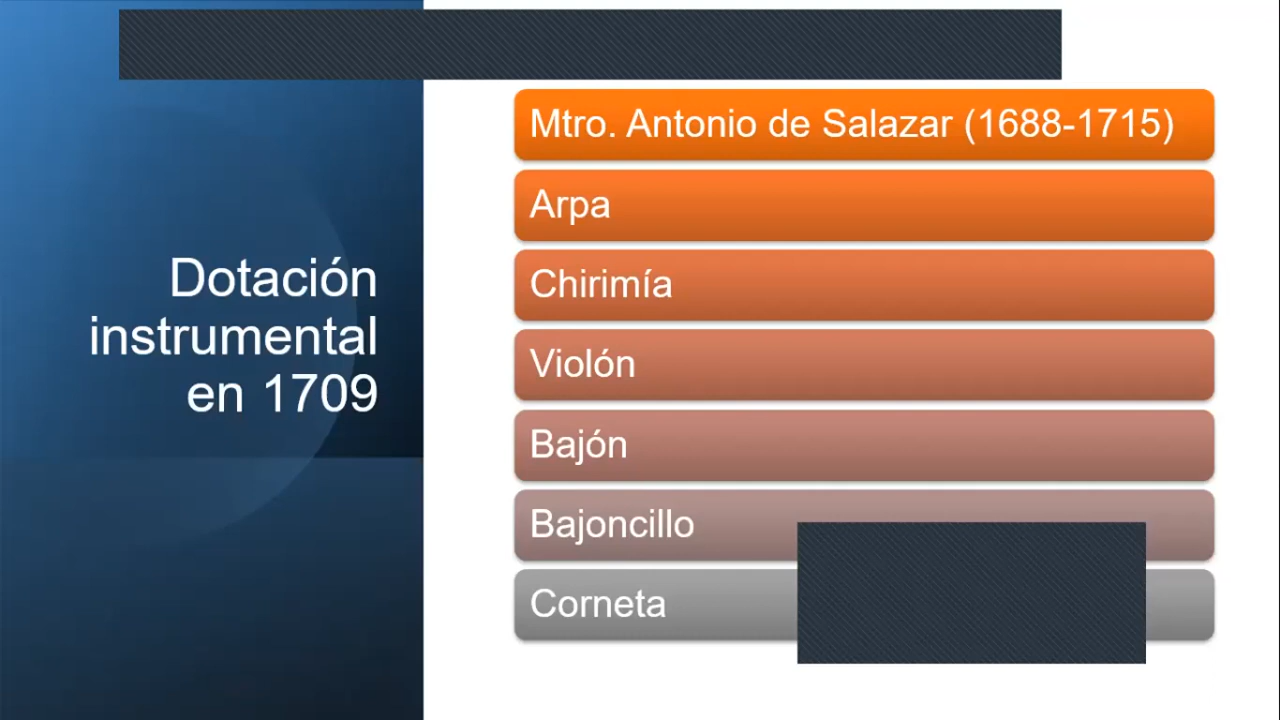 Dotación
instrumental
en 1709
Mtro. Antonio de Salazar (1688-1715)
Arpa
Chirimía
Violón
Bajón
Bajoncillo
Corneta